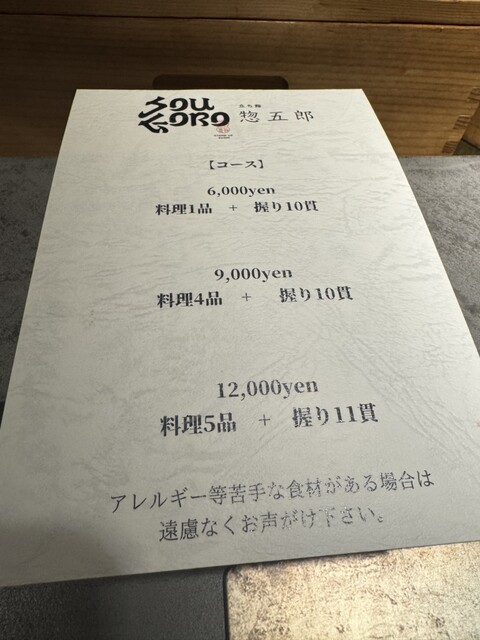 SOU
GORO
立ち鮨
惣五郎
【コース】
6,000yen
料理1品 + 握り10貫
9,000yen
料理4品 + 握り10貫
12,000yen
料理5品 + 握り11貫
アレルギー等苦手な食材がある場合は
遠慮なくお声がけ下さい。